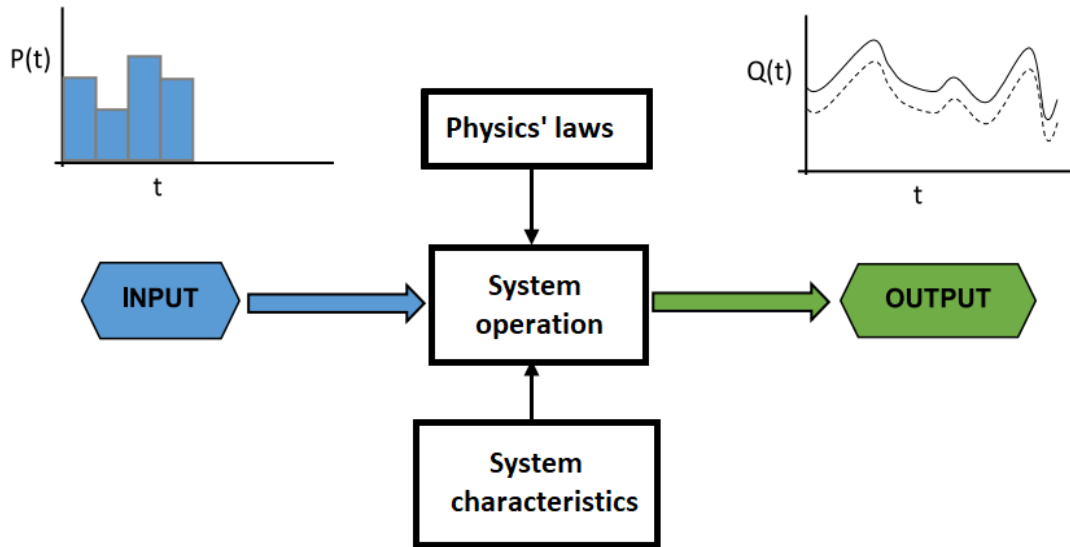 P(t)
t
Physics' laws
Q(t)
t
INPUT
System
operation
OUTPUT
System
characteristics